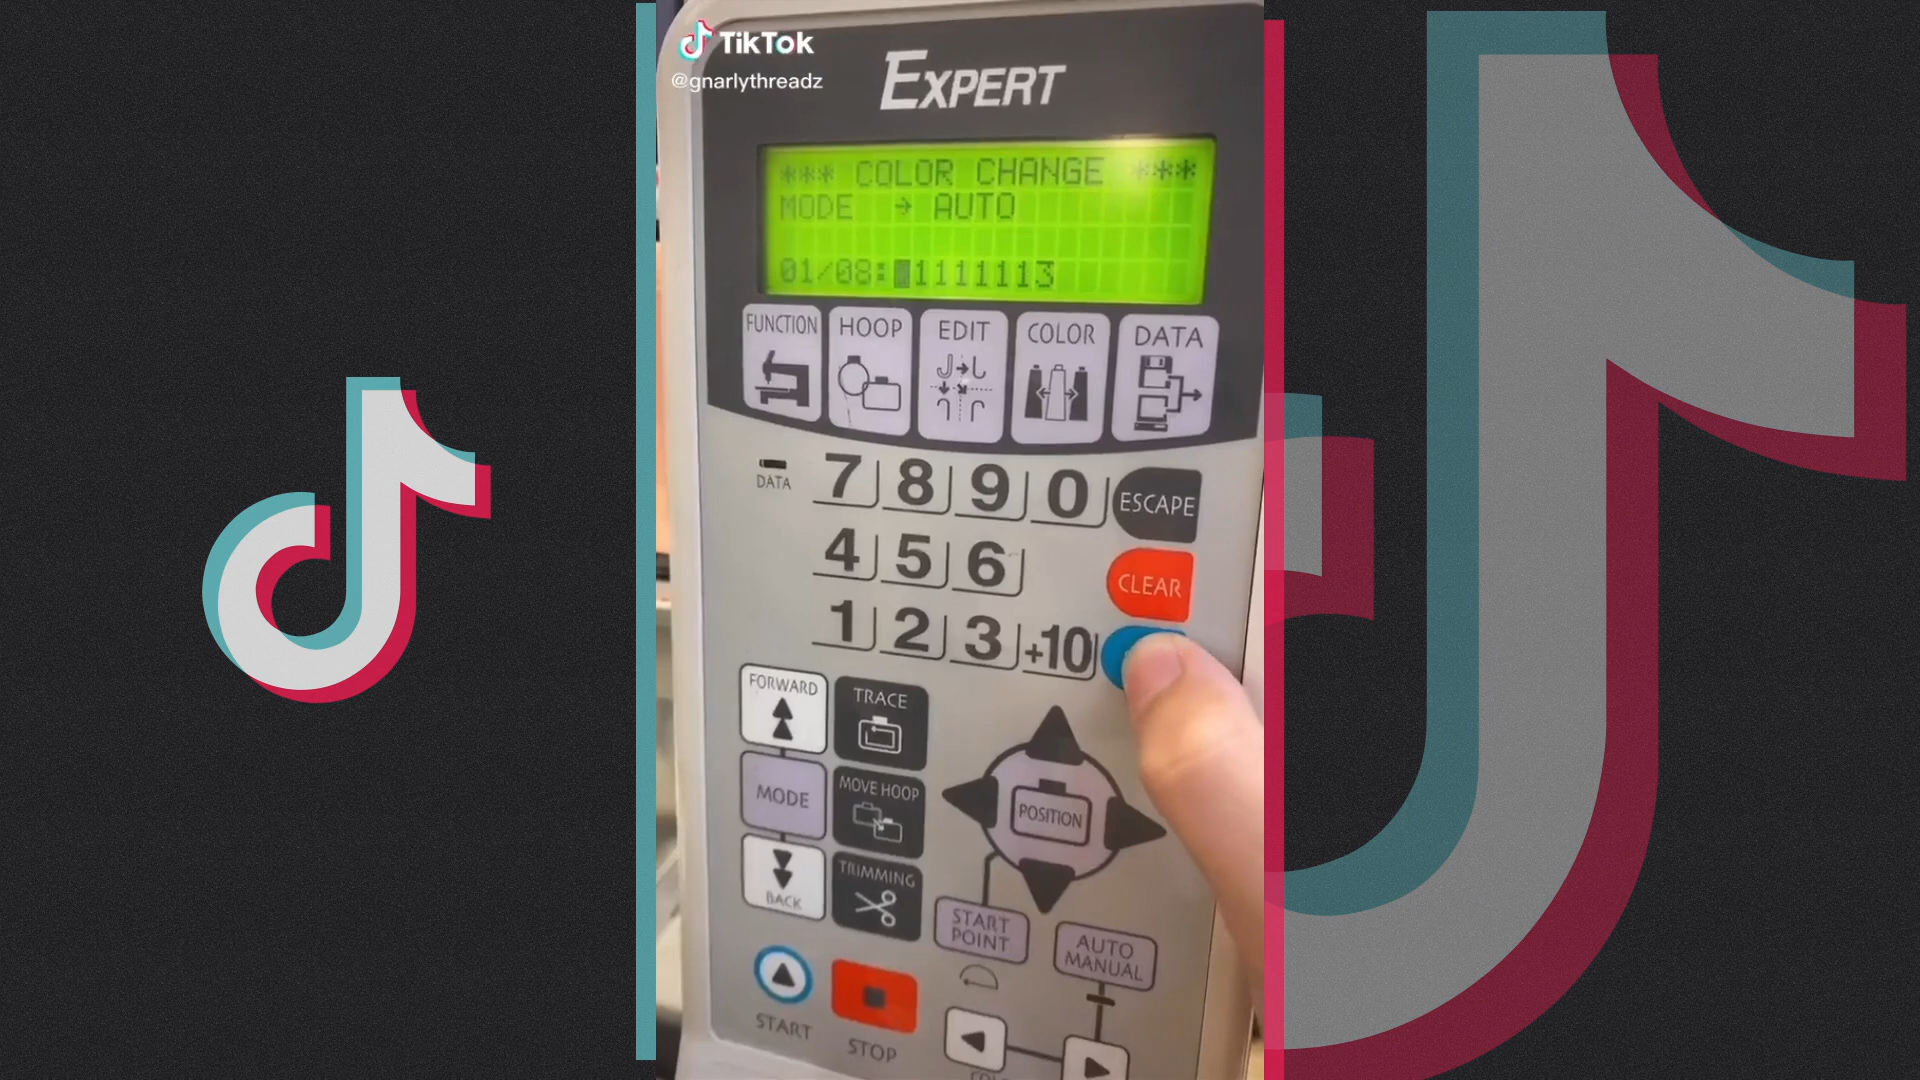 TikTok
@gnarlythreadz
EXPERT
*** COLOR CHANGE ***
MODE → AUTO
01/08:█1111113
FUNCTION
HOOP
EDIT
COLOR
DATA
DATA
7 8 9 0
ESCAPE
4 5 6
CLEAR
1 2 3 +10
FORWARD
TRACE
MODE
MOVE HOOP
POSITION
BACK
TRIMMING
START
POINT
AUTO
MANUAL
START
STOP